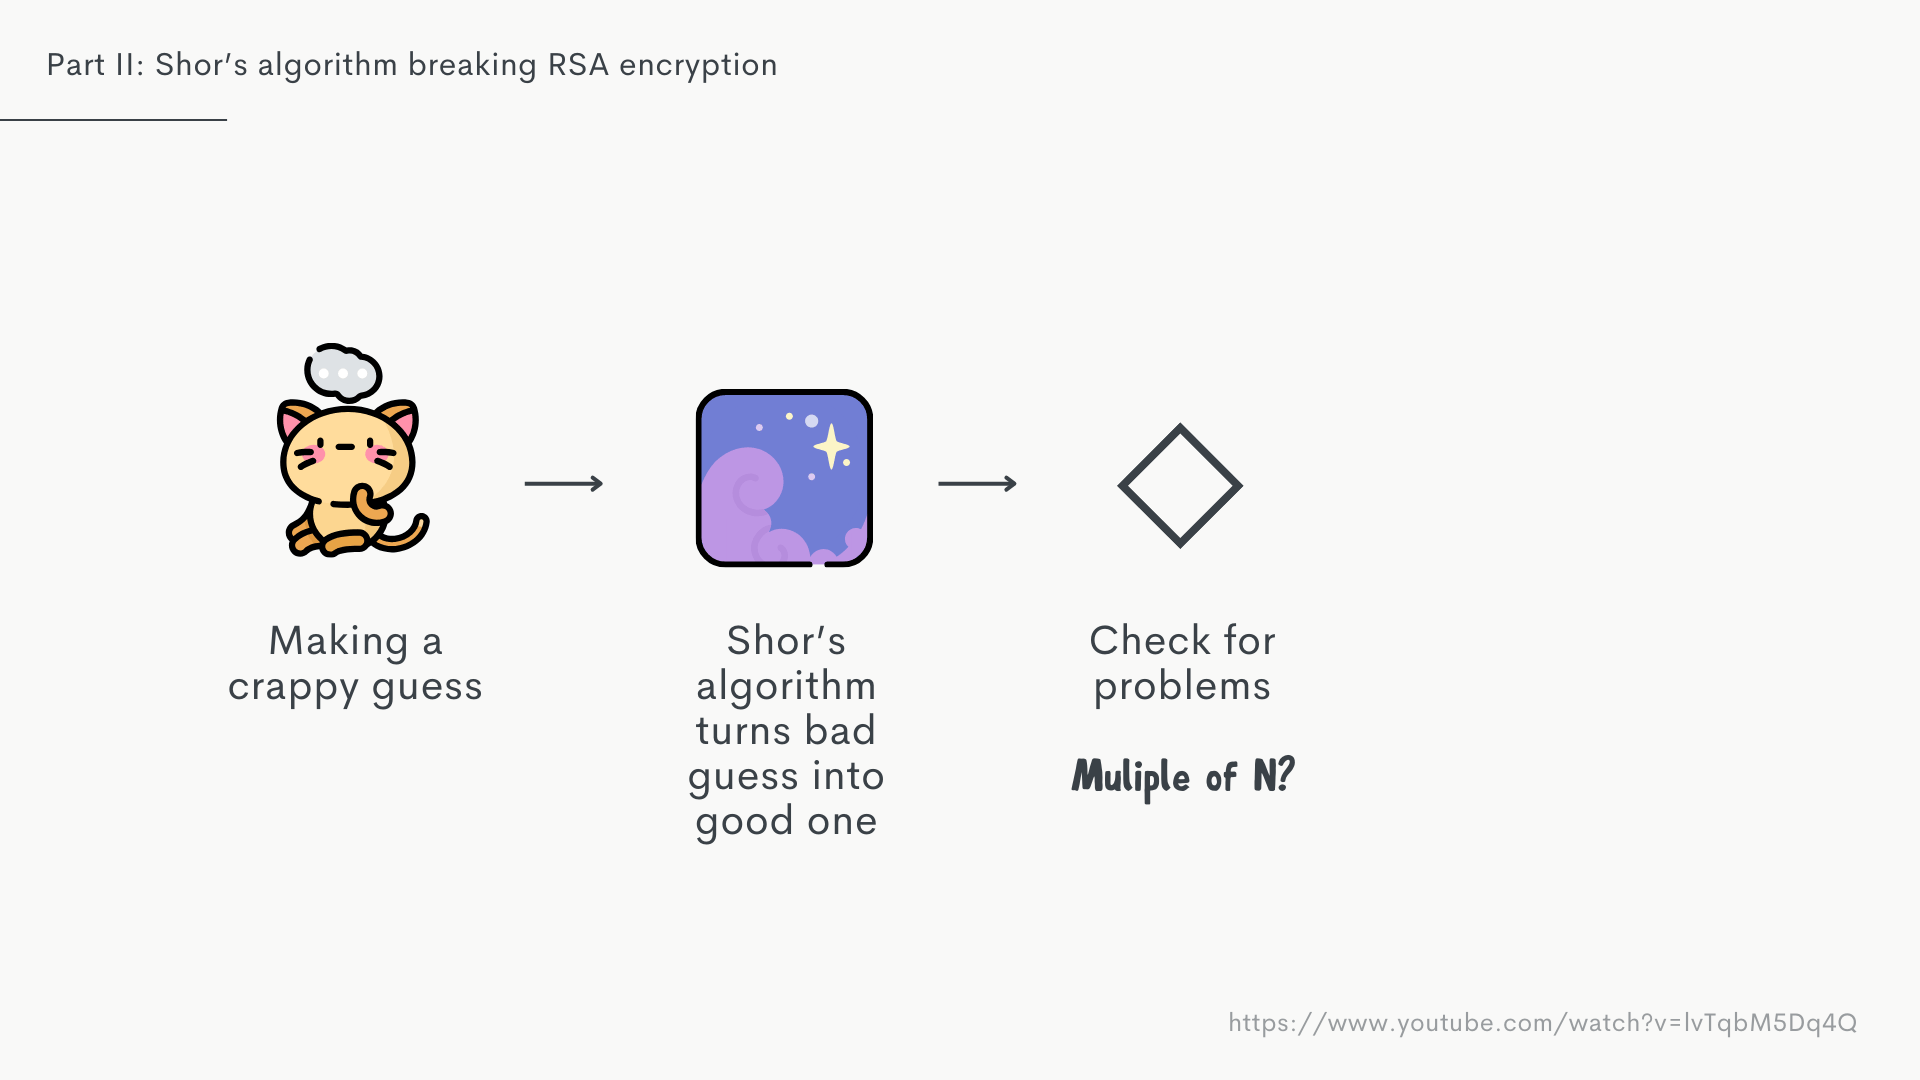 Part II: Shor’s algorithm breaking RSA encryption
Making a
crappy guess
Shor’s
algorithm
turns bad
guess into
good one
Check for
problems
Muliple of N?
https://www.youtube.com/watch?v=lvTqbM5Dq4Q